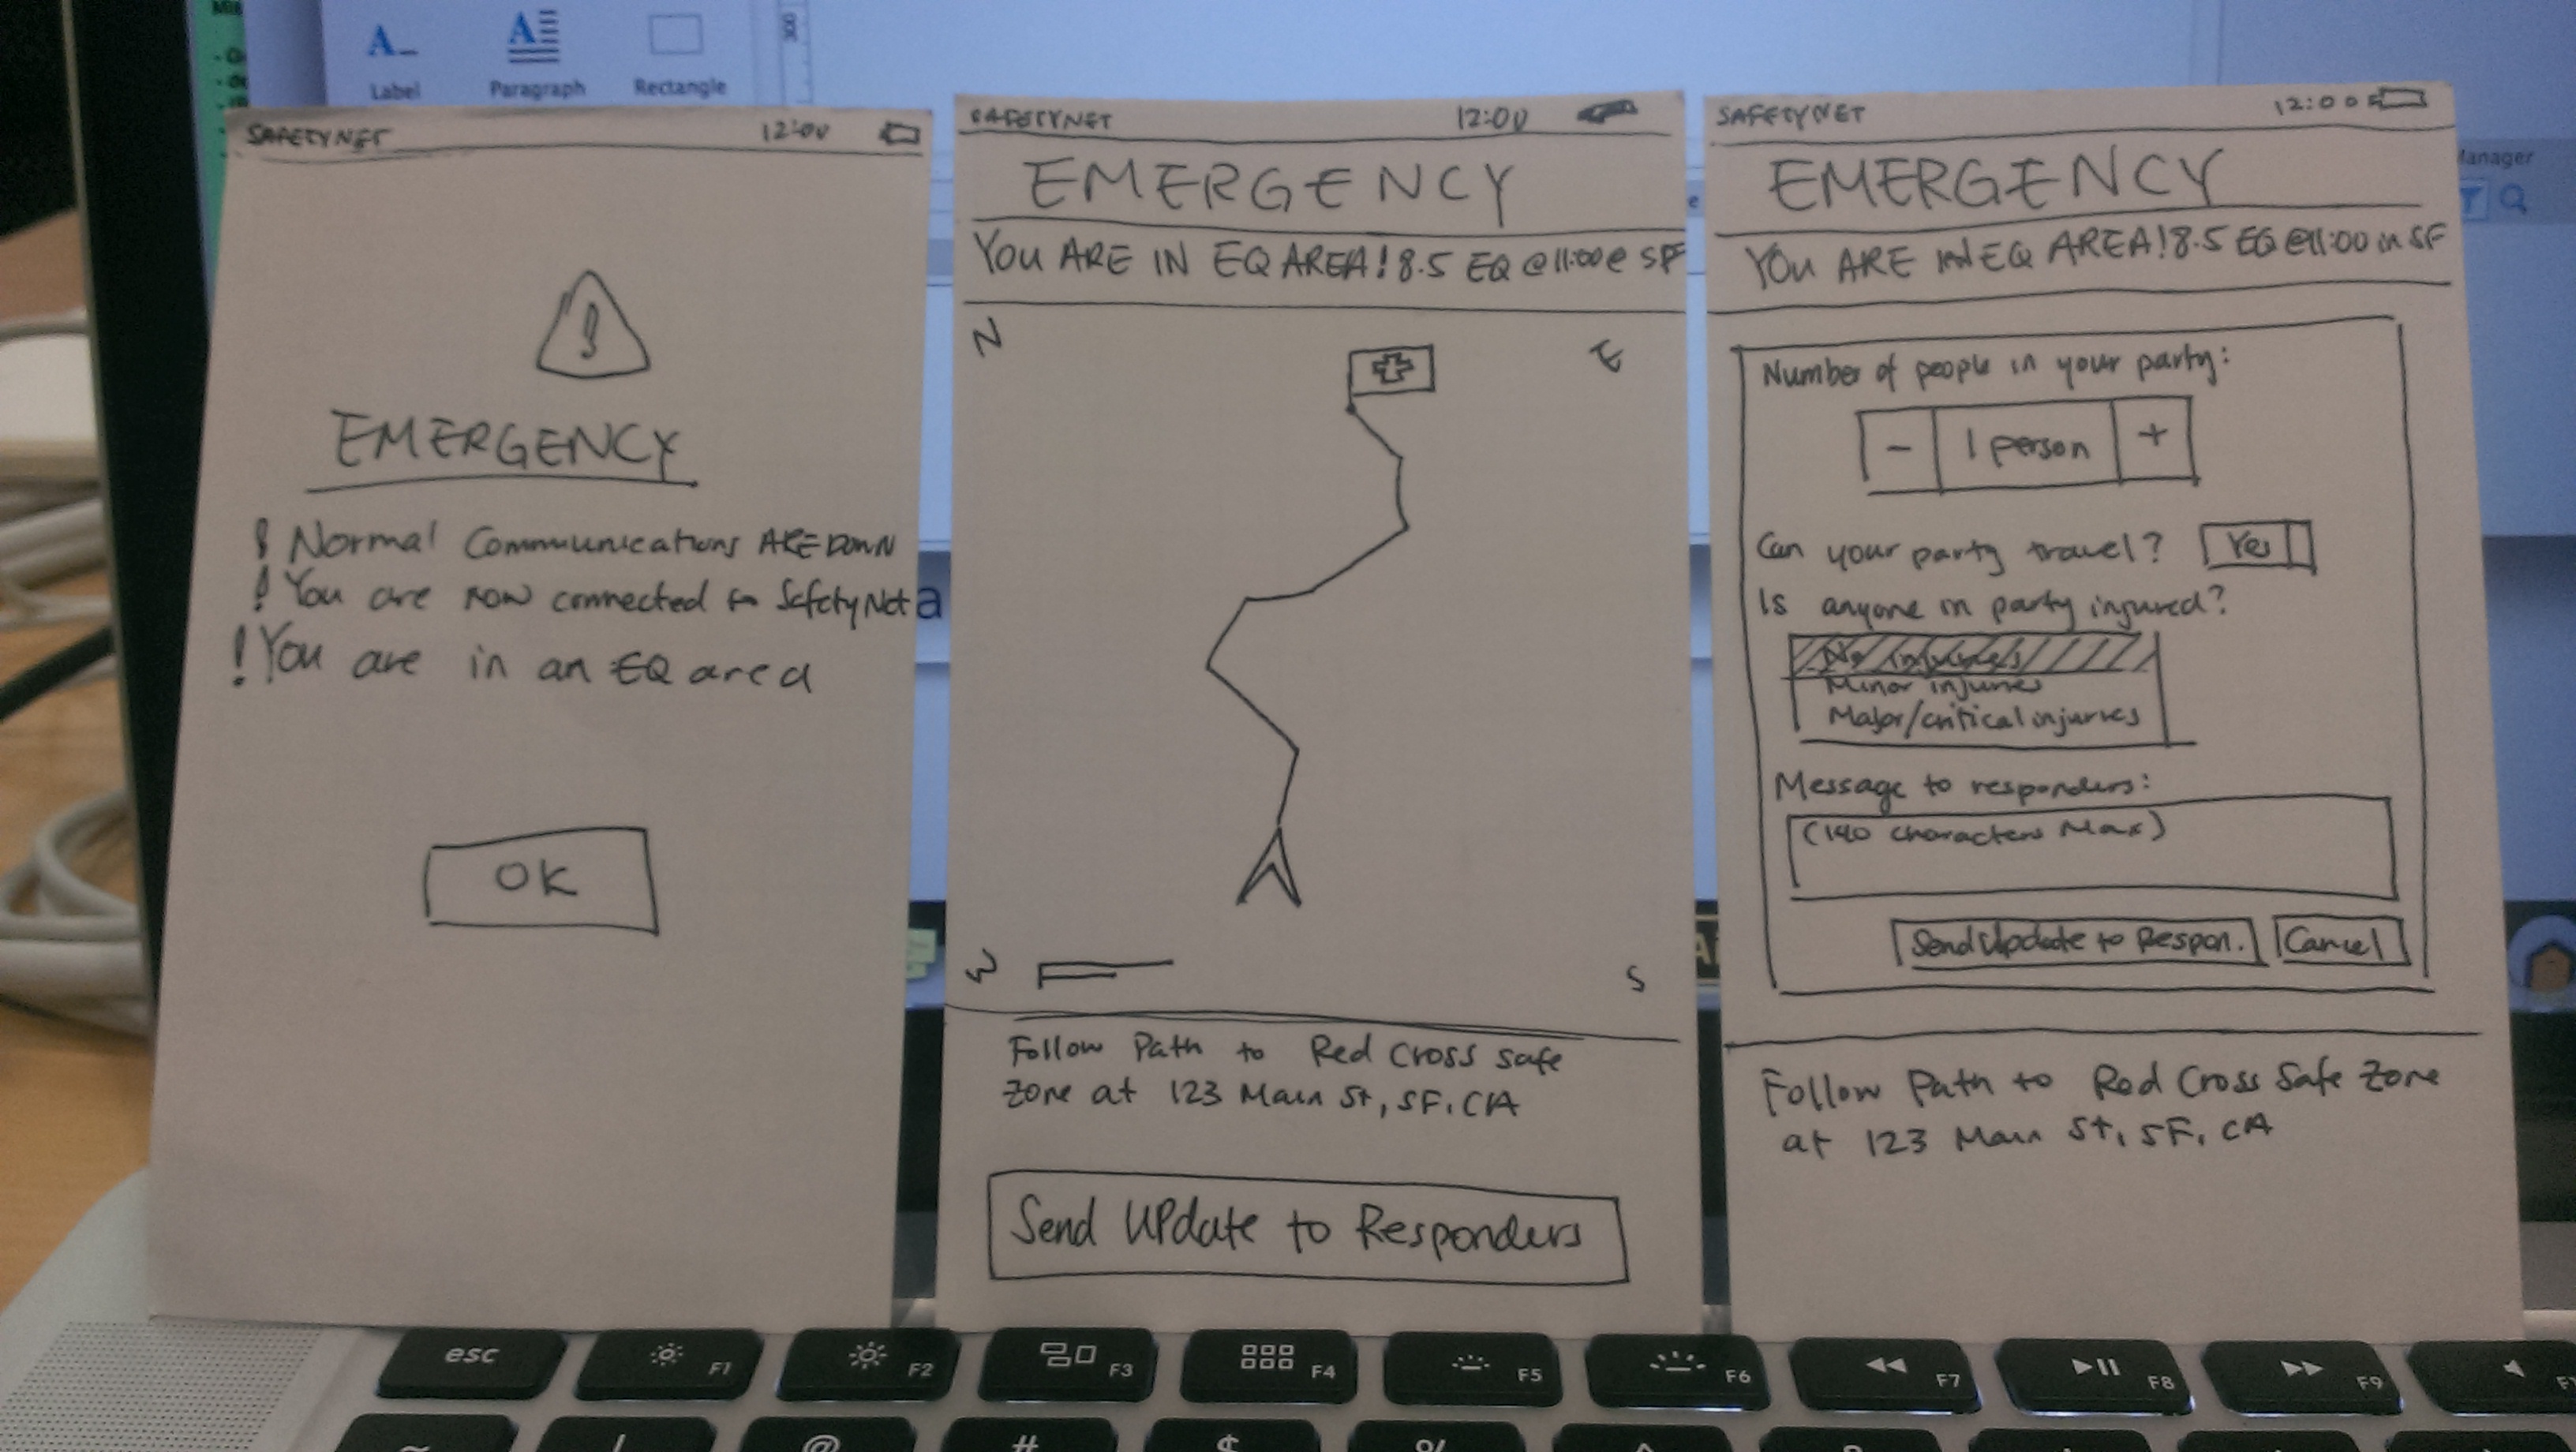 Label
Paragraph
Rectangle
300
anager
SAFETYNET 12:00
EMERGENCY
! Normal Communications ARE DOWN
! You are now connected to SafetyNet
a
! You are in an EQ area
OK
SAFETYNET 12:00
EMERGENCY
YOU ARE IN EQ AREA! 8.5 EQ @ 11:00 @ SF
N E
W S
Follow Path to Red Cross safe
zone at 123 Main St, SF, CA
Send UPdate to Responders
SAFETYNET 12:00
EMERGENCY
YOU ARE IN EQ AREA! 8.5 EQ @ 11:00 in SF
Number of people in your party:
- 1 person +
Can your party travel? Yes
Is anyone in party injured?
No injuries
Minor injuries
Major/critical injuries
Message to responders:
(140 characters Max)
Send Update to Respon. Cancel
Follow Path to Red Cross Safe Zone
at 123 Main St, SF, CA
esc F1 F2 F3 F4 F5 F6 F7 F8 F9
~ ! @ # $ % ^